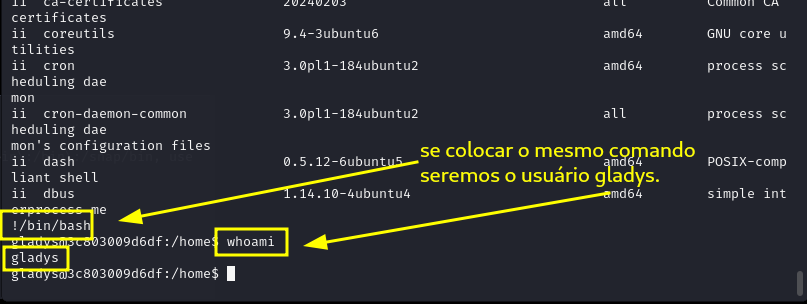 ii  ca-certificates               20240203                                all          Common CA
certificates
ii  coreutils                     9.4-3ubuntu6                            amd64        GNU core u
tilities
ii  cron                          3.0pl1-184ubuntu2                       amd64        process sc
heduling dae
mon
ii  cron-daemon-common            3.0pl1-184ubuntu2                       all          process sc
heduling dae
mon's configuration files
se colocar o mesmo comando
ii  dash                          0.5.12-6ubuntu5                         amd64        POSIX-comp
seremos o usuário gladys.
liant shell
ii  dbus                          1.14.10-4ubuntu4                        amd64        simple int
erprocess me
!/bin/bash
gladys@3c803009d6df:/home$ whoami
gladys
gladys@3c803009d6df:/home$